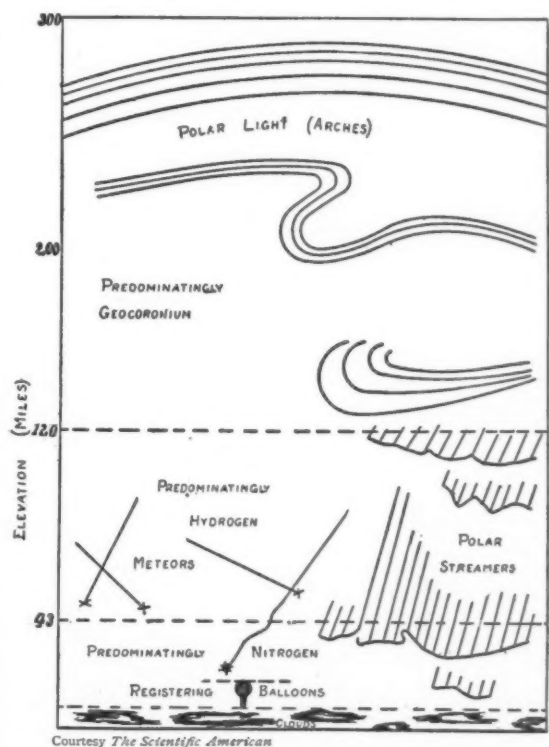 300
POLAR LIGHT (ARCHES)
200
PREDOMINATINGLY
GEOCORONIUM
ELEVATION (MILES)
120
PREDOMINATINGLY
HYDROGEN
METEORS
POLAR
STREAMERS
43
PREDOMINATINGLY NITROGEN
REGISTERING BALLOONS
CLOUDS
Courtesy The Scientific American